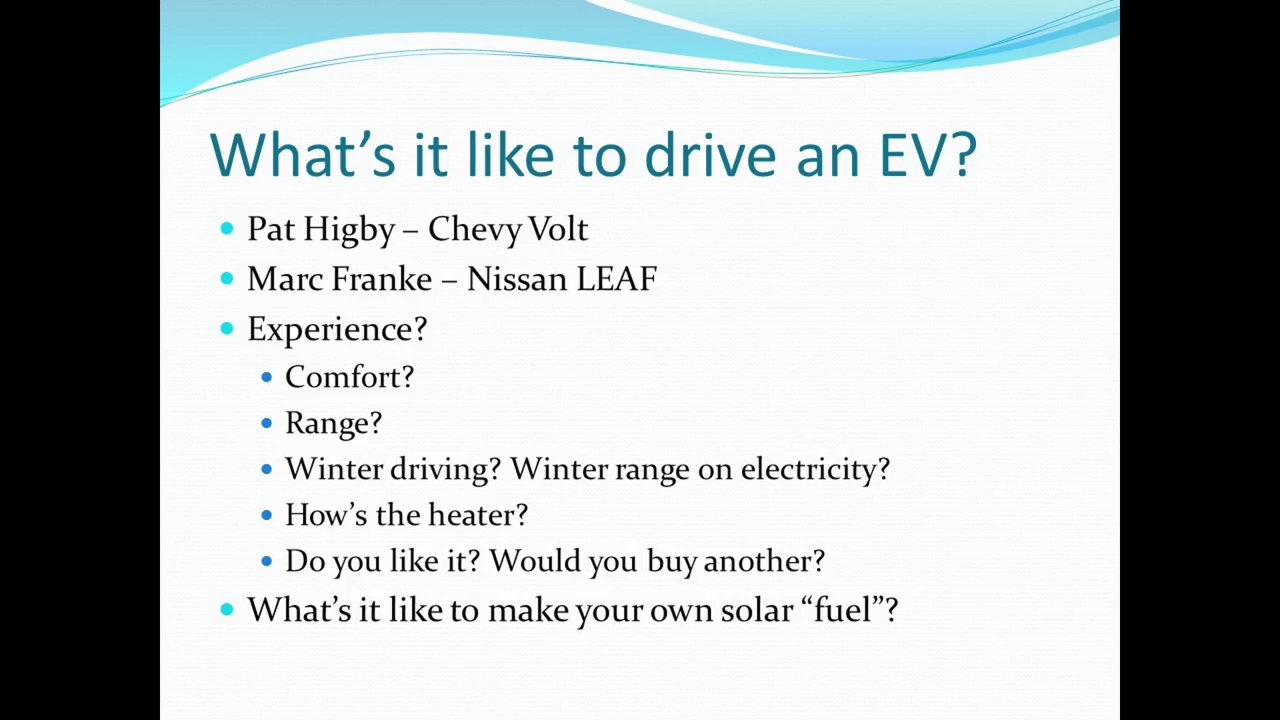 What's it like to drive an EV?
Pat Higby – Chevy Volt
Marc Franke – Nissan LEAF
Experience?
Comfort?
Range?
Winter driving? Winter range on electricity?
How's the heater?
Do you like it? Would you buy another?
What's it like to make your own solar “fuel”?